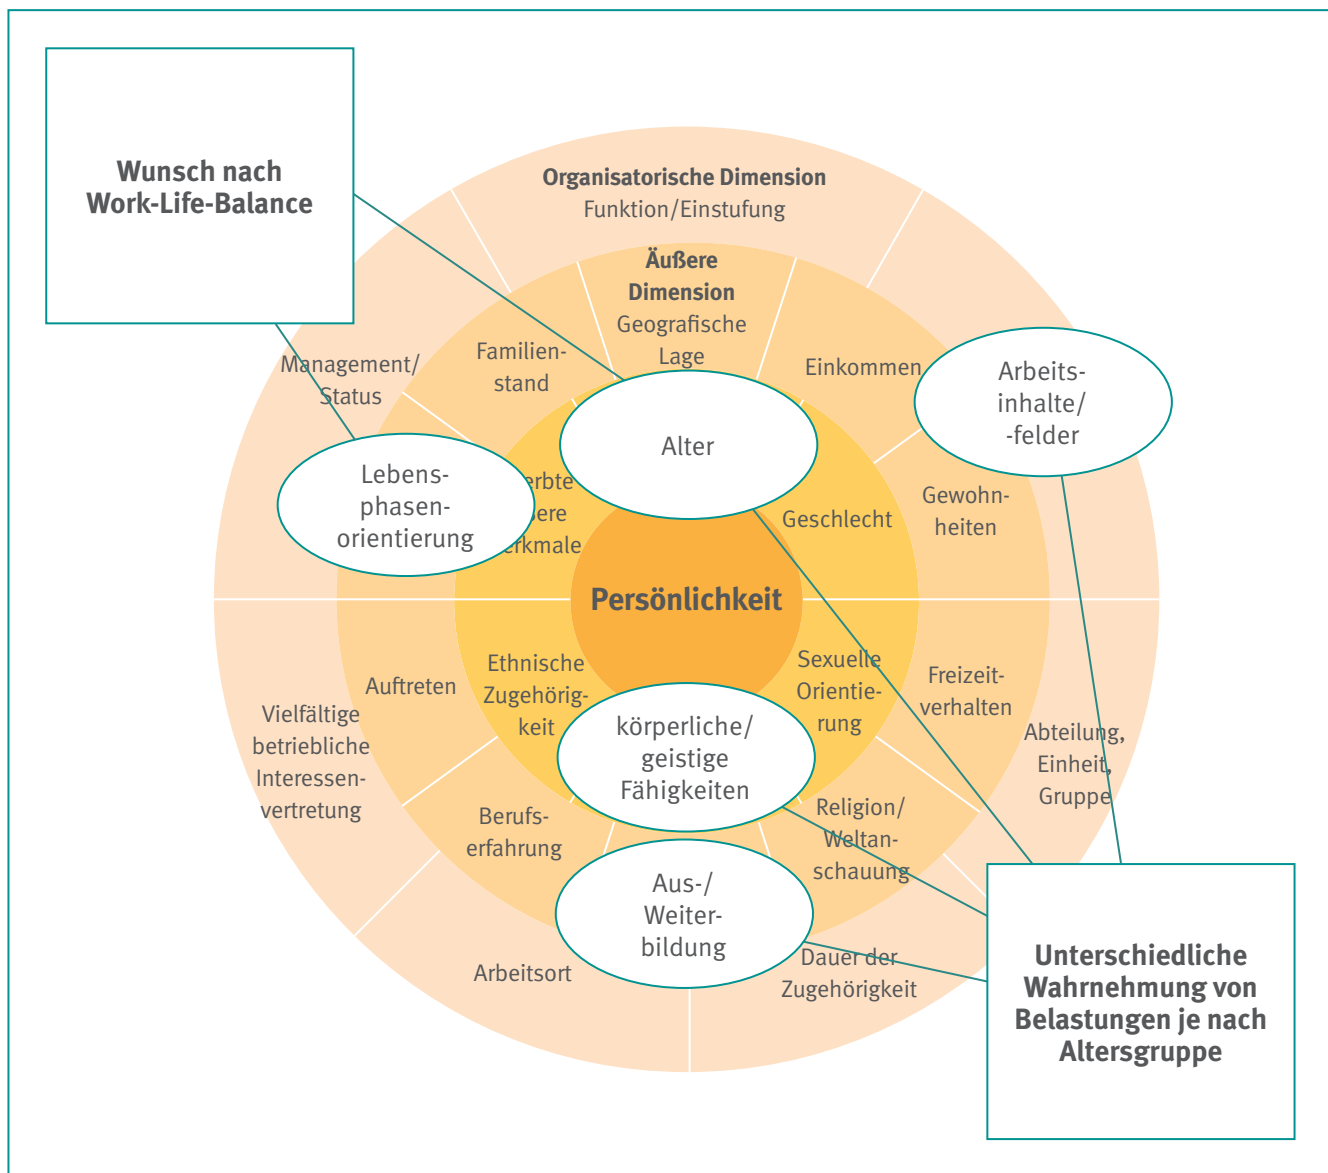 Wunsch nach
Work-Life-Balance
Organisatorische Dimension
Funktion/Einstufung
Äußere
Dimension
Geografische
Lage
Familien-
stand
Management/
Status
Einkommen
Arbeits-
inhalte/
-felder
Alter
Lebens-
phasen-
orientierung
Geschlecht
Gewohn-
heiten
Persönlichkeit
Ethnische
Zugehörig-
keit
Sexuelle
Orientie-
rung
Auftreten
Freizeit-
verhalten
Vielfältige
betriebliche
Interessen-
vertretung
körperliche/
geistige
Fähigkeiten
Abteilung,
Einheit,
Gruppe
Berufs-
erfahrung
Religion/
Weltan-
schauung
Aus-/
Weiter-
bildung
Arbeitsort
Dauer der
Zugehörigkeit
Unterschiedliche
Wahrnehmung von
Belastungen je nach
Altersgruppe